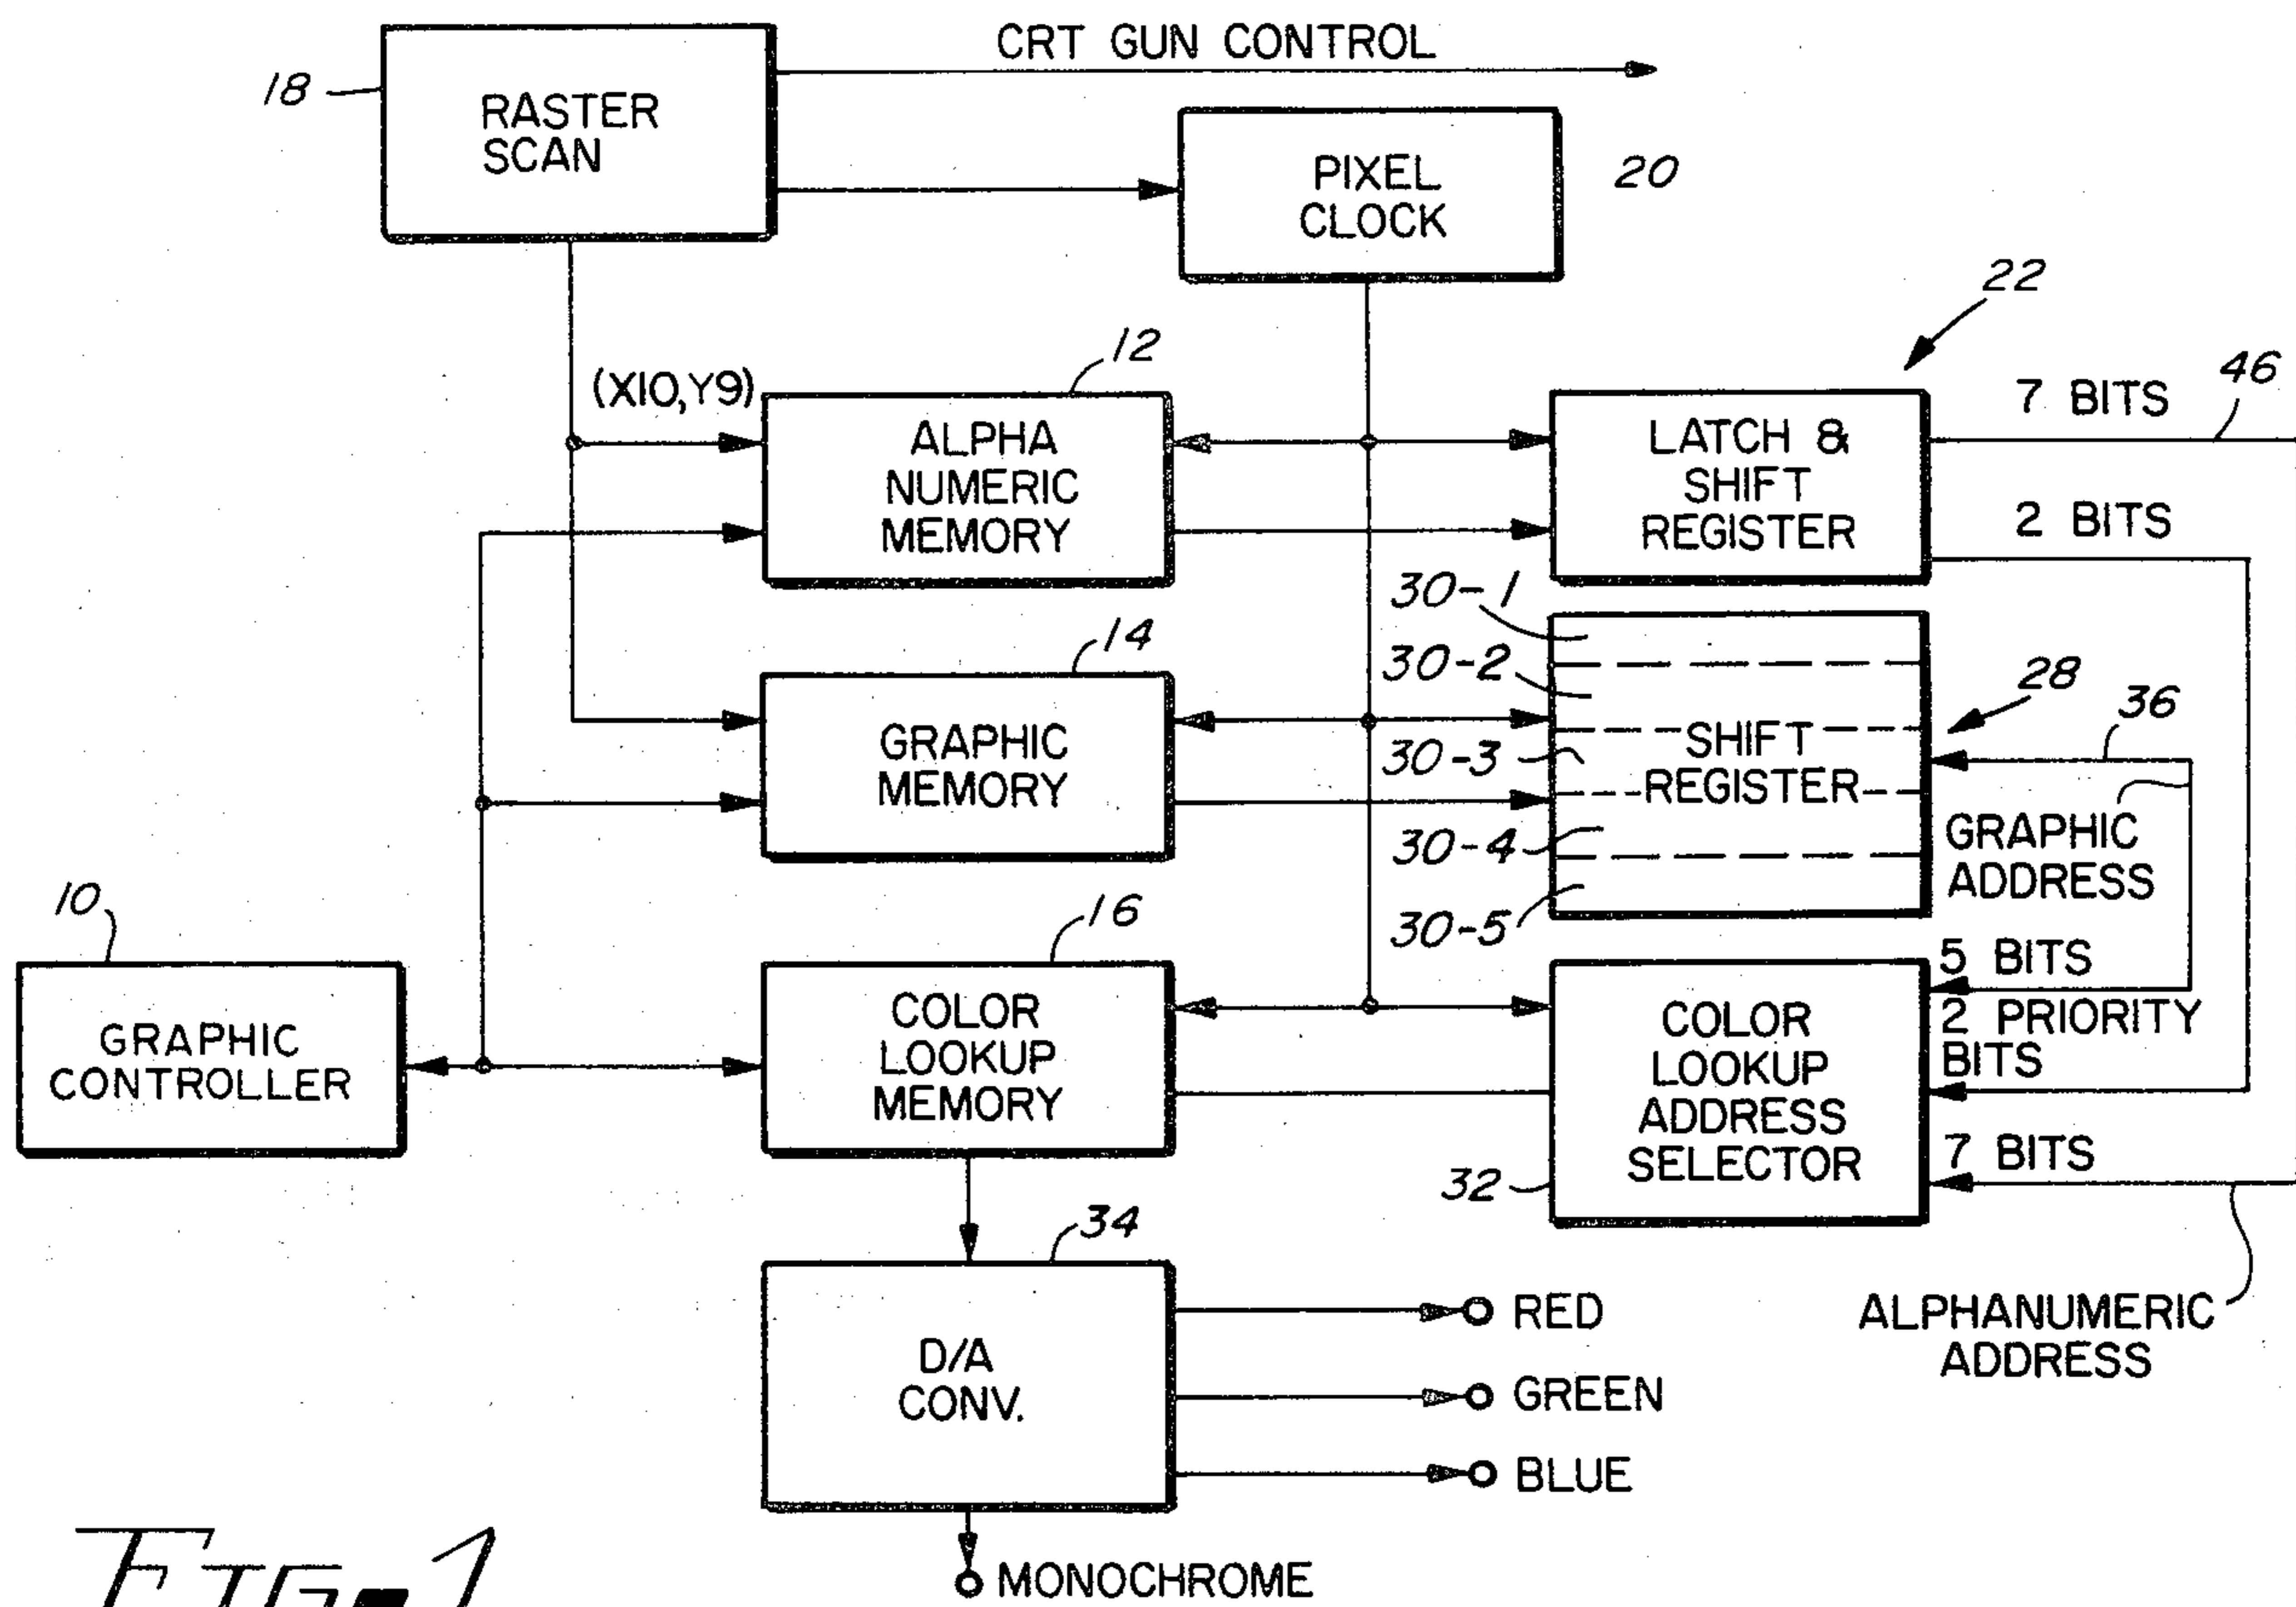 CRT GUN CONTROL
18
RASTER
SCAN
PIXEL
CLOCK
20
22
(X10,Y9)
12
ALPHA
NUMERIC
MEMORY
LATCH &
SHIFT
REGISTER
7 BITS
46
2 BITS
14
GRAPHIC
MEMORY
30-1
30-2
30-3
30-4
30-5
SHIFT
REGISTER
28
36
GRAPHIC
ADDRESS
10
GRAPHIC
CONTROLLER
16
COLOR
LOOKUP
MEMORY
COLOR
LOOKUP
ADDRESS
SELECTOR
32
5 BITS
2 PRIORITY
BITS
7 BITS
ALPHANUMERIC
ADDRESS
34
D/A
CONV.
RED
GREEN
BLUE
MONOCHROME
FIG-1